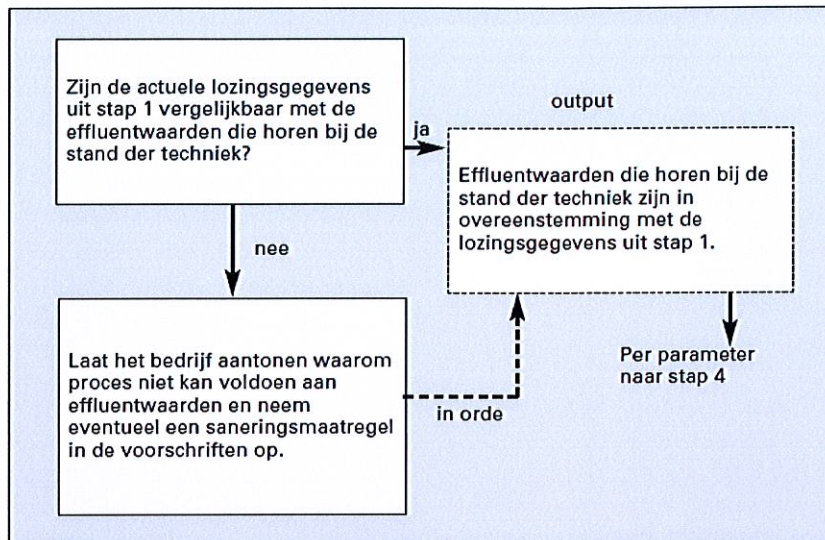 Zijn de actuele lozingsgegevens
uit stap 1 vergelijkbaar met de
effluentwaarden die horen bij de
stand der techniek?
ja
output
Effluentwaarden die horen bij de
stand der techniek zijn in
overeenstemming met de
lozingsgegevens uit stap 1.
nee
Laat het bedrijf aantonen waarom
proces niet kan voldoen aan
effluentwaarden en neem
eventueel een saneringsmaatregel
in de voorschriften op.
in orde
Per parameter
naar stap 4